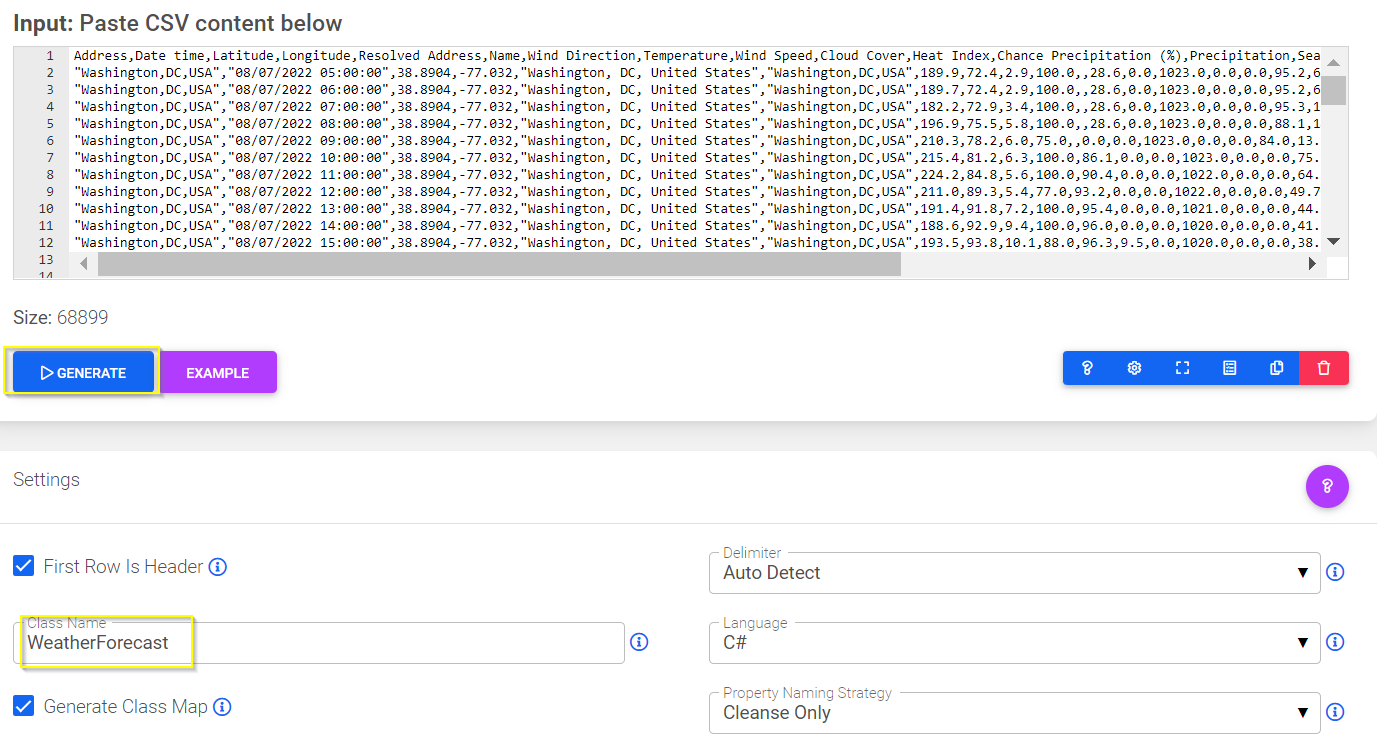 Input: Paste CSV content below
1 Address,Date time,Latitude,Longitude,Resolved Address,Name,Wind Direction,Temperature,Wind Speed,Cloud Cover,Heat Index,Chance Precipitation (%),Precipitation,Sea
2 "Washington,DC,USA","08/07/2022 05:00:00",38.8904,-77.032,"Washington, DC, United States","Washington,DC,USA",189.9,72.4,2.9,100.0,,28.6,0.0,1023.0,0.0,0.0,95.2,6
3 "Washington,DC,USA","08/07/2022 06:00:00",38.8904,-77.032,"Washington, DC, United States","Washington,DC,USA",189.7,72.4,2.9,100.0,,28.6,0.0,1023.0,0.0,0.0,95.2,6
4 "Washington,DC,USA","08/07/2022 07:00:00",38.8904,-77.032,"Washington, DC, United States","Washington,DC,USA",182.2,72.9,3.4,100.0,,28.6,0.0,1023.0,0.0,0.0,95.3,1
5 "Washington,DC,USA","08/07/2022 08:00:00",38.8904,-77.032,"Washington, DC, United States","Washington,DC,USA",196.9,75.5,5.8,100.0,,28.6,0.0,1023.0,0.0,0.0,88.1,1
6 "Washington,DC,USA","08/07/2022 09:00:00",38.8904,-77.032,"Washington, DC, United States","Washington,DC,USA",210.3,78.2,6.0,75.0,,0.0,0.0,1023.0,0.0,0.0,84.0,13.
7 "Washington,DC,USA","08/07/2022 10:00:00",38.8904,-77.032,"Washington, DC, United States","Washington,DC,USA",215.4,81.2,6.3,100.0,86.1,0.0,0.0,1023.0,0.0,0.0,75.
8 "Washington,DC,USA","08/07/2022 11:00:00",38.8904,-77.032,"Washington, DC, United States","Washington,DC,USA",224.2,84.8,5.6,100.0,90.4,0.0,0.0,1022.0,0.0,0.0,64.
9 "Washington,DC,USA","08/07/2022 12:00:00",38.8904,-77.032,"Washington, DC, United States","Washington,DC,USA",211.0,89.3,5.4,77.0,93.2,0.0,0.0,1022.0,0.0,0.0,49.7
10 "Washington,DC,USA","08/07/2022 13:00:00",38.8904,-77.032,"Washington, DC, United States","Washington,DC,USA",191.4,91.8,7.2,100.0,95.4,0.0,0.0,1021.0,0.0,0.0,44.
11 "Washington,DC,USA","08/07/2022 14:00:00",38.8904,-77.032,"Washington, DC, United States","Washington,DC,USA",188.6,92.9,9.4,100.0,96.0,0.0,0.0,1020.0,0.0,0.0,41.
12 "Washington,DC,USA","08/07/2022 15:00:00",38.8904,-77.032,"Washington, DC, United States","Washington,DC,USA",193.5,93.8,10.1,88.0,96.3,9.5,0.0,1020.0,0.0,0.0,38.
13
14
Size: 68899
GENERATE EXAMPLE
Settings
First Row Is Header
Delimiter
Auto Detect
Class Name
WeatherForecast
Language
C#
Generate Class Map
Property Naming Strategy
Cleanse Only